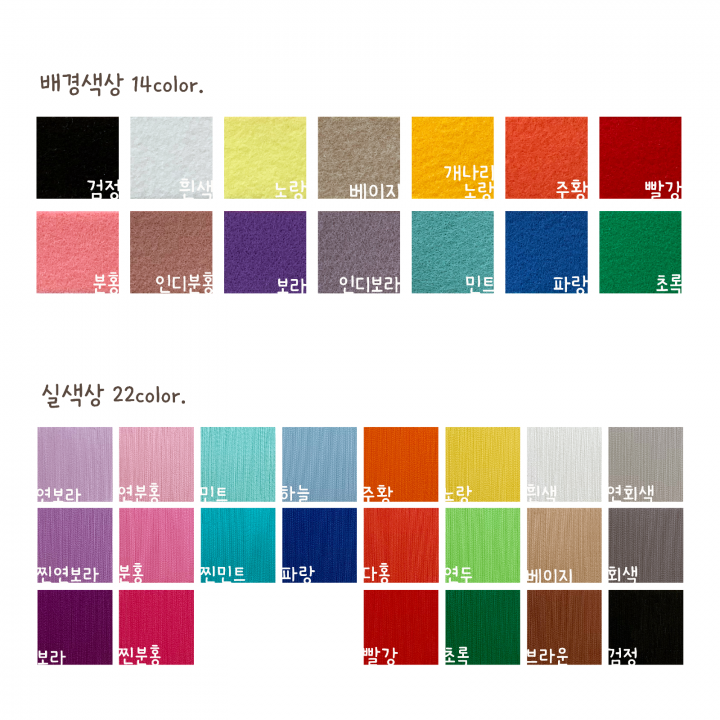 배경색상 14color.
검정 흰색 노랑 베이지 개나리
노랑 주황 빨강
분홍 인디분홍 보라 인디보라 민트 파랑 초록
실색상 22color.
연보라 연분홍 민트 하늘 주황 노랑 흰색 연회색
찐연보라 분홍 찐민트 파랑 다홍 연두 베이지 회색
보라 찐분홍 빨강 초록 브라운 검정